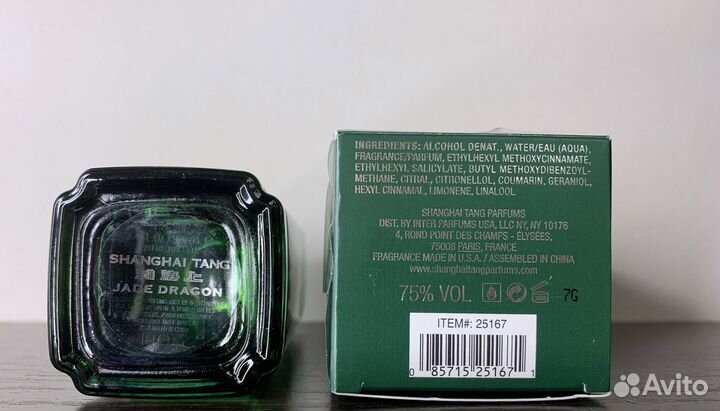 SHANGHAI TANG
灘海上
JADE DRAGON
INGREDIENTS: ALCOHOL DENAT., WATER/EAU (AQUA),
FRAGRANCE/PARFUM, ETHYLHEXYL METHOXYCINNAMATE,
ETHYLHEXYL SALICYLATE, BUTYL METHOXYDIBENZOYL-
METHANE, CITRAL, CITRONELLOL, COUMARIN, GERANIOL,
HEXYL CINNAMAL, LIMONENE, LINALOOL
SHANGHAI TANG PARFUMS
DIST. BY INTER PARFUMS USA, LLC NY, NY 10176
4, ROND POINT DES CHAMPS - ÉLYSÉES,
75008 PARIS, FRANCE
FRAGRANCE MADE IN U.S.A. / ASSEMBLED IN CHINA
www.shanghaitangparfums.com
75% VOL
7G
ITEM#: 25167
0 85715 25167 1
Avito